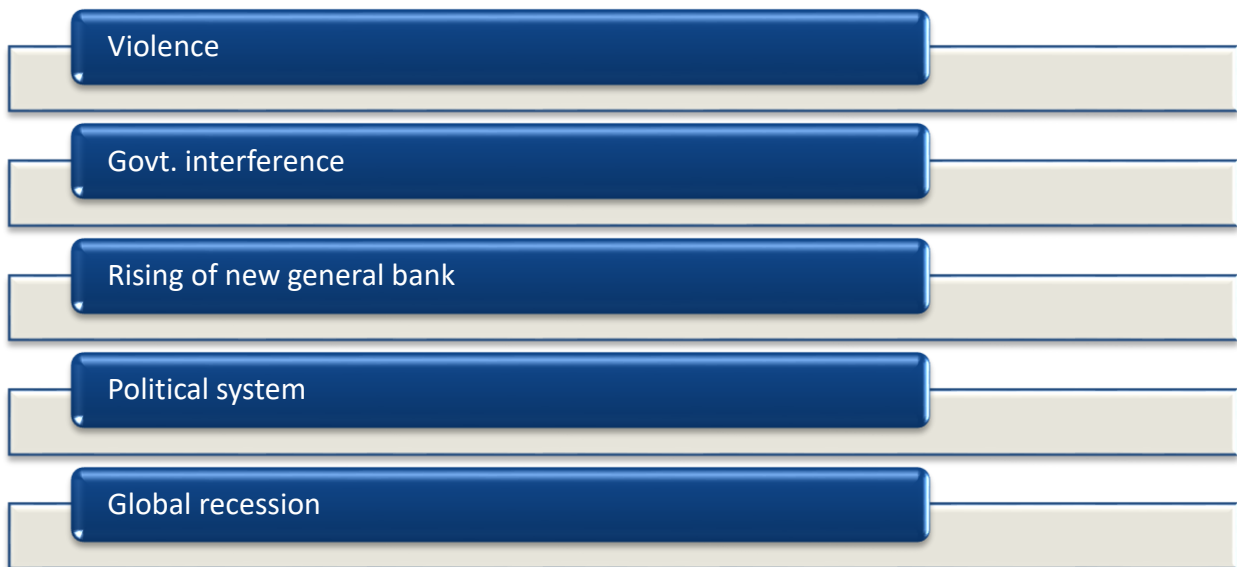 Violence
Govt. interference
Rising of new general bank
Political system
Global recession